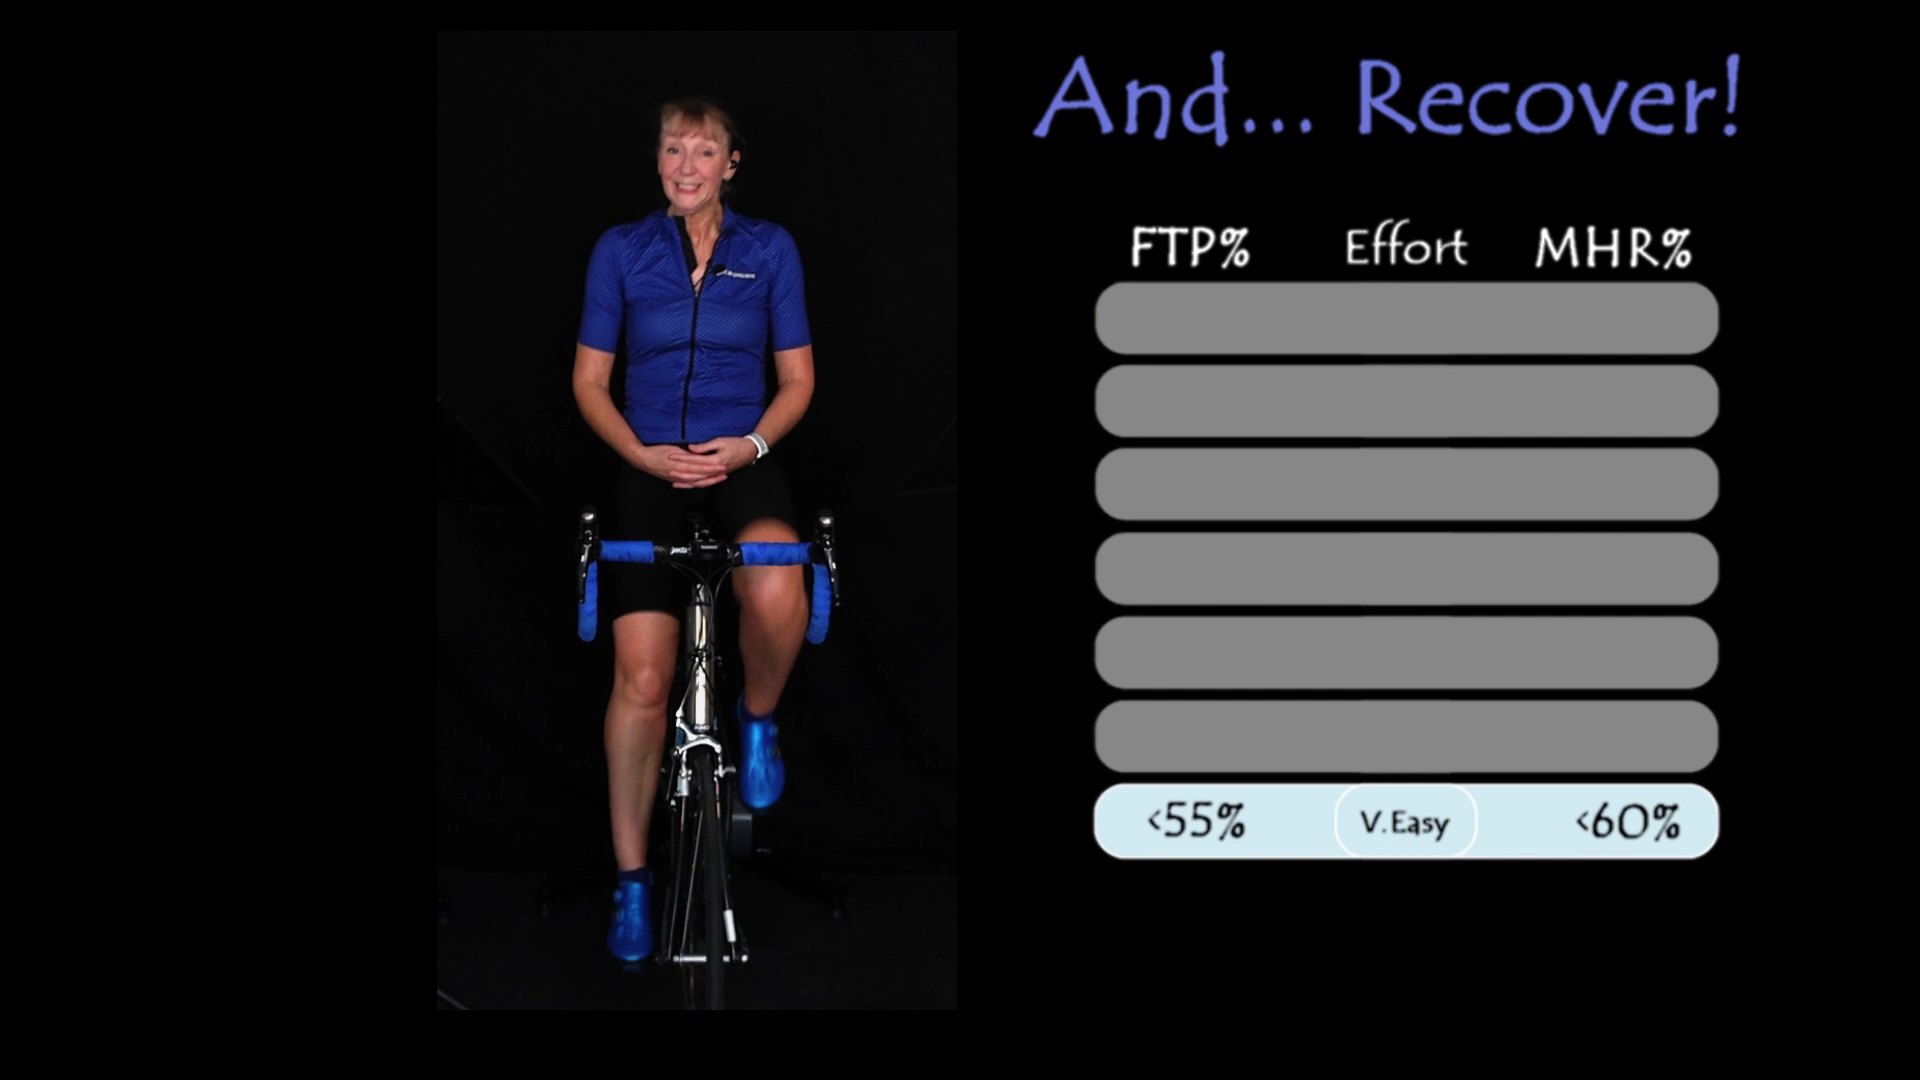 And... Recover!
FTP% Effort MHR%
<55% V.Easy <60%